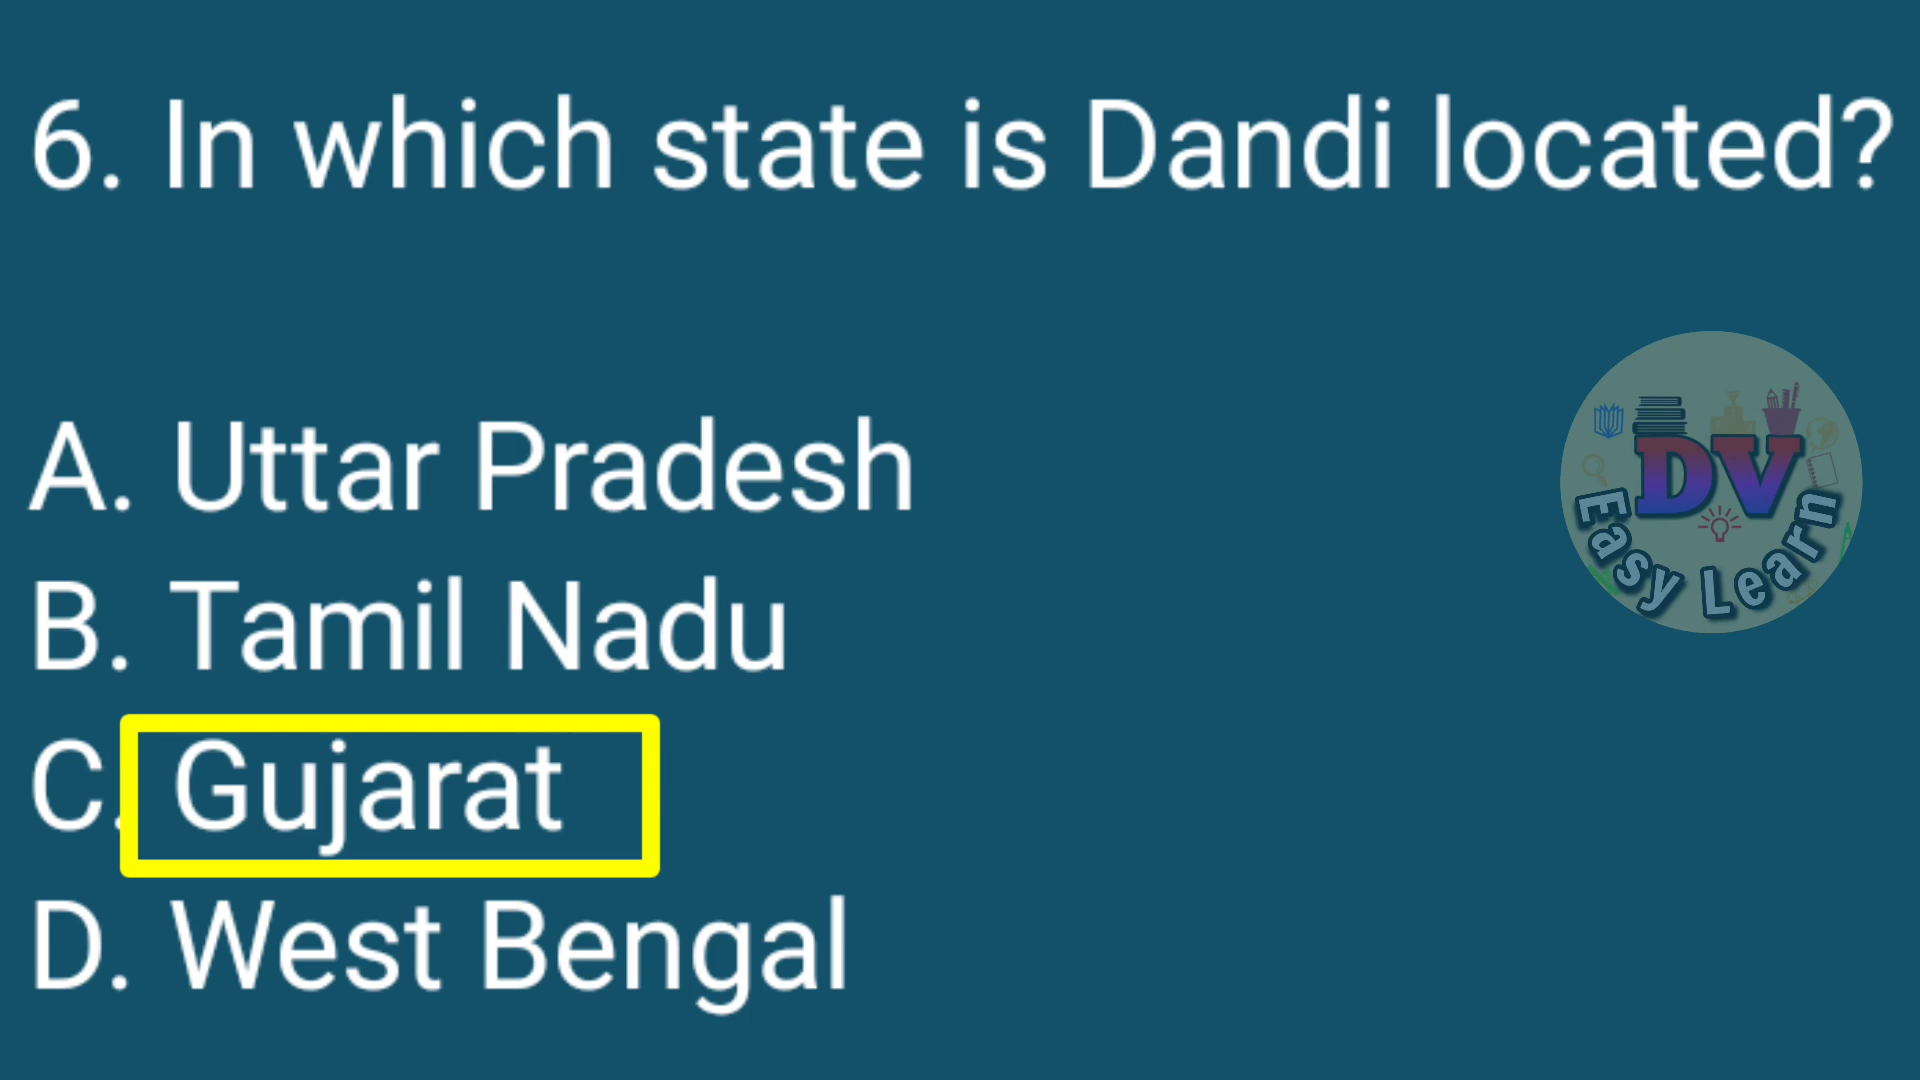 6. In which state is Dandi located?
A. Uttar Pradesh
B. Tamil Nadu
C. Gujarat
D. West Bengal
DV
Easy Learn